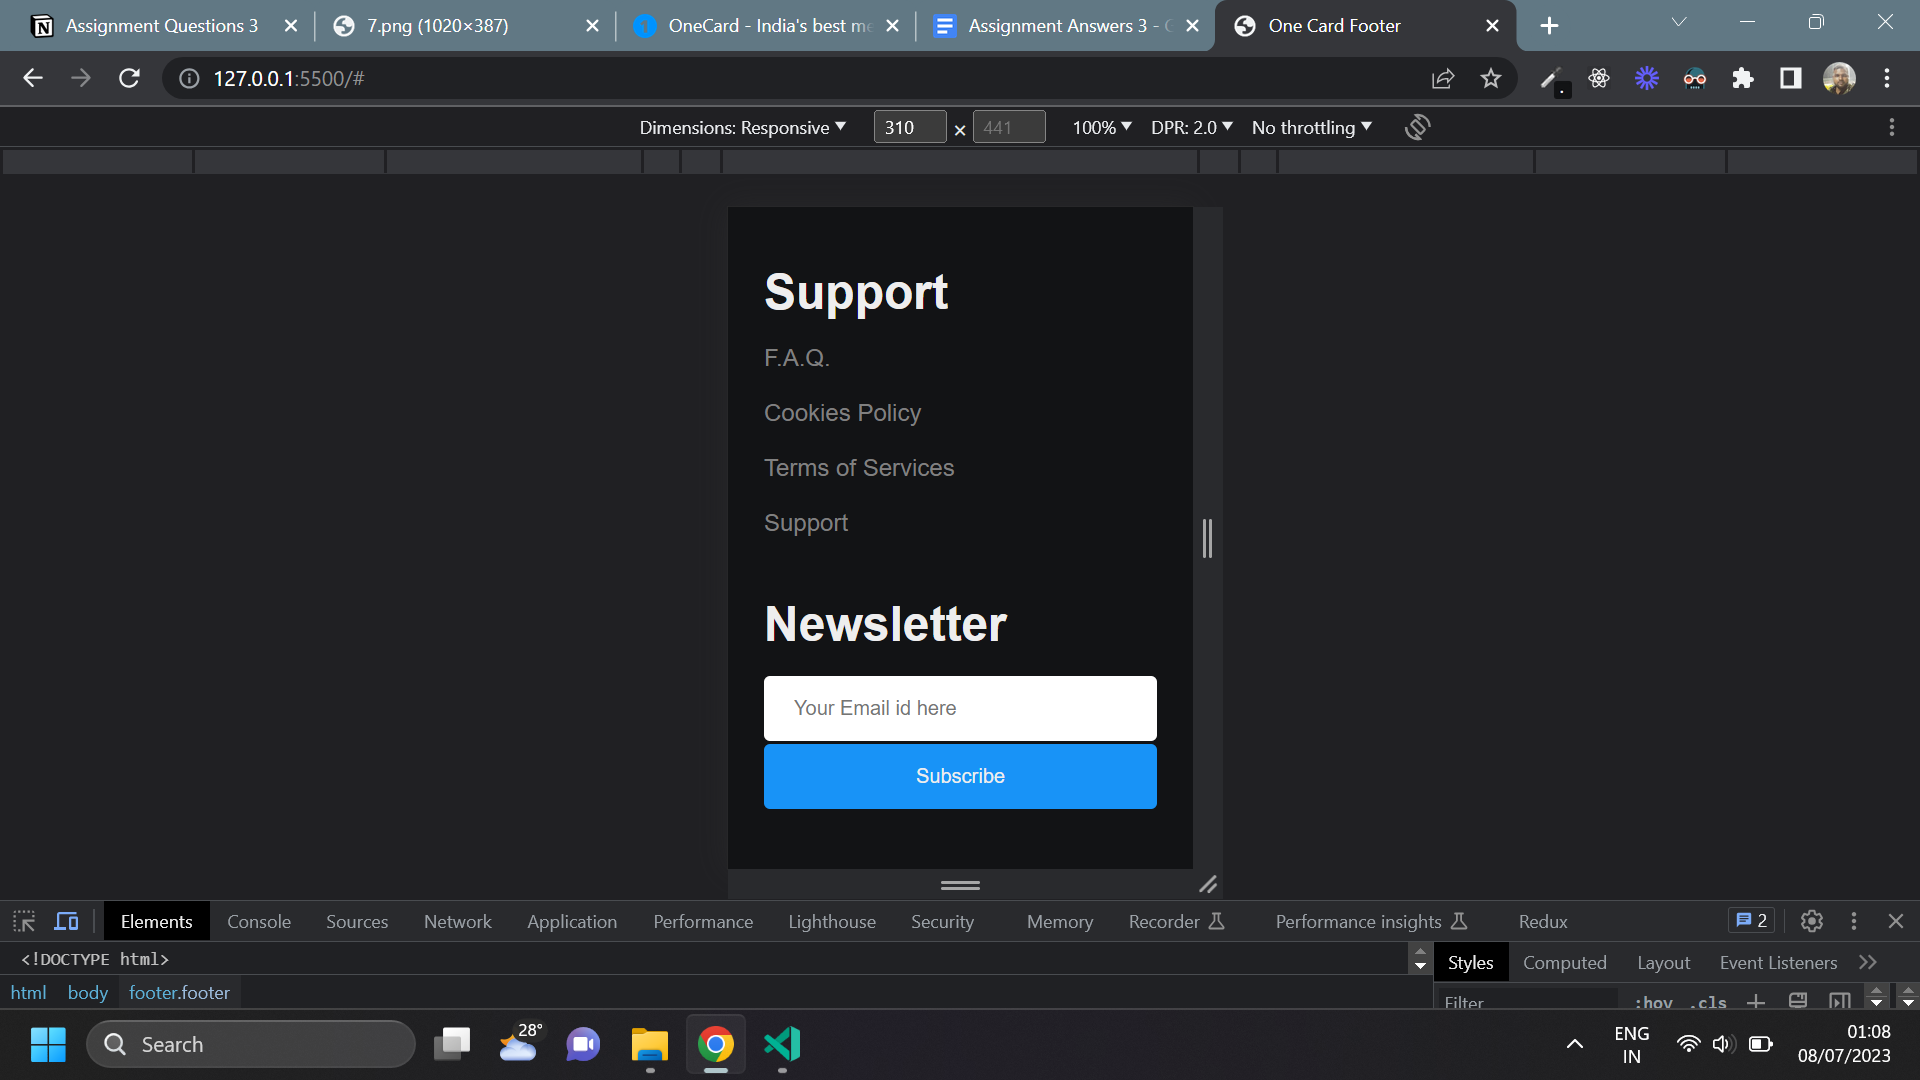 Assignment Questions 3
7.png (1020×387)
OneCard - India's best me
Assignment Answers 3 - G
One Card Footer
127.0.0.1:5500/#
Dimensions: Responsive
310 × 441
100%
DPR: 2.0
No throttling
Support
F.A.Q.
Cookies Policy
Terms of Services
Support
Newsletter
Your Email id here
Subscribe
Elements Console Sources Network Application Performance Lighthouse Security Memory Recorder Performance insights Redux 2
<!DOCTYPE html>
Styles Computed Layout Event Listeners
html body footer.footer
Filter :hov .cls
Search
28°
ENG
IN
01:08
08/07/2023